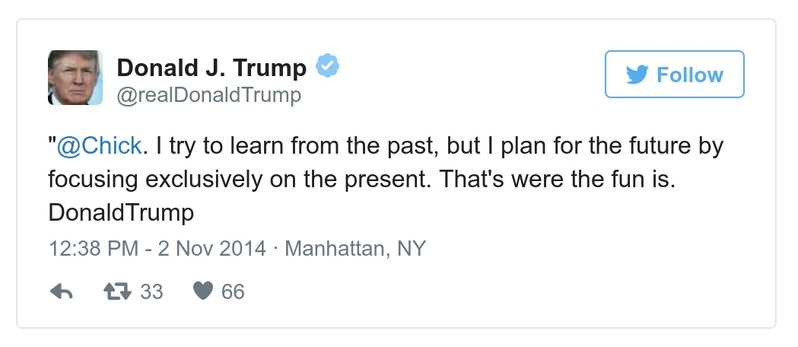 Donald J. Trump
@realDonaldTrump
Follow
"@Chick. I try to learn from the past, but I plan for the future by
focusing exclusively on the present. That's were the fun is.
DonaldTrump
12:38 PM - 2 Nov 2014 · Manhattan, NY
33 66